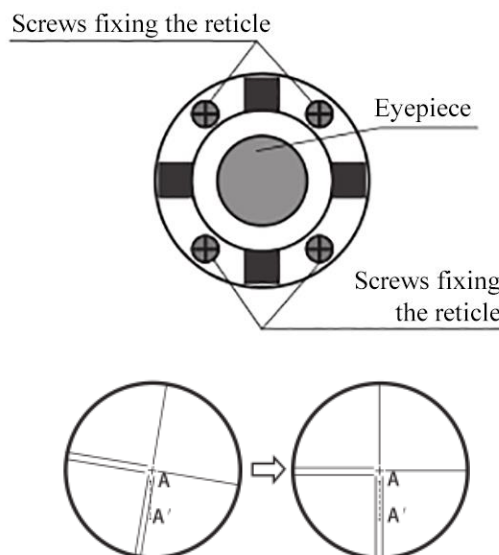 Screws fixing the reticle
Eyepiece
Screws fixing
the reticle
A
A'
A
A'